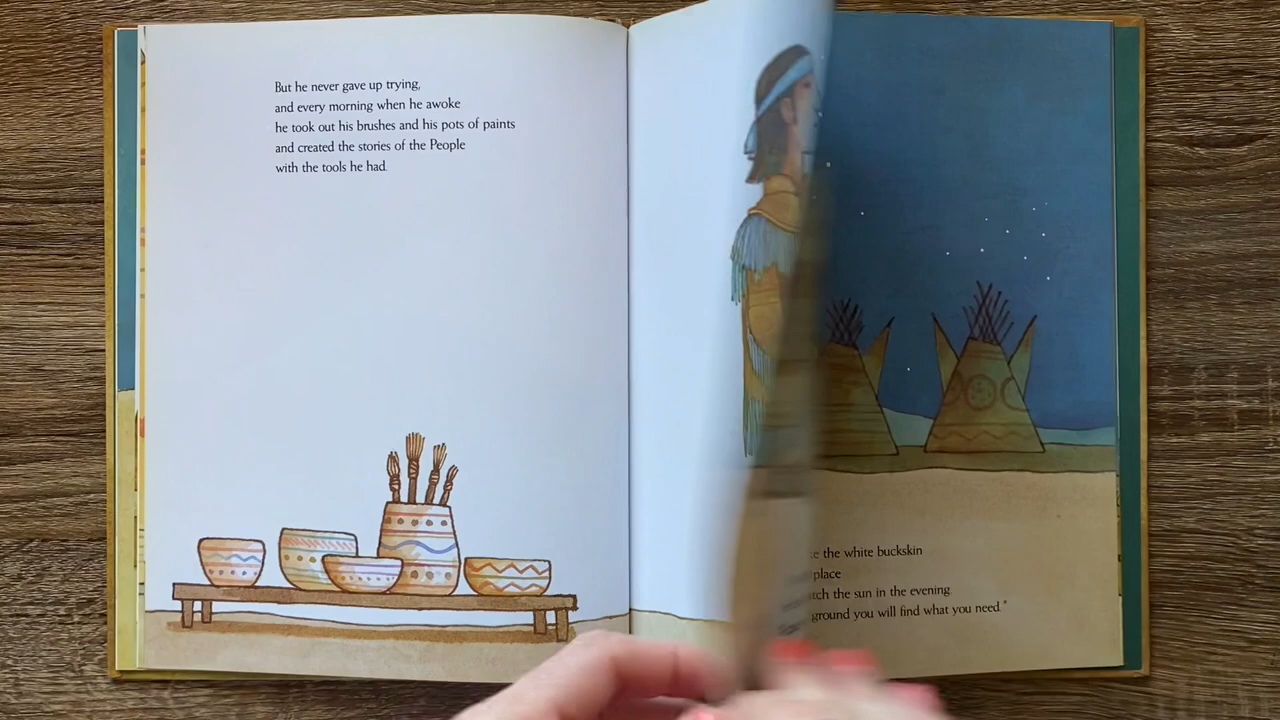 But he never gave up trying,
and every morning when he awoke
he took out his brushes and his pots of paints
and created the stories of the People
with the tools he had.
the white buckskin
place
the sun in the evening.
ground you will find what you need."